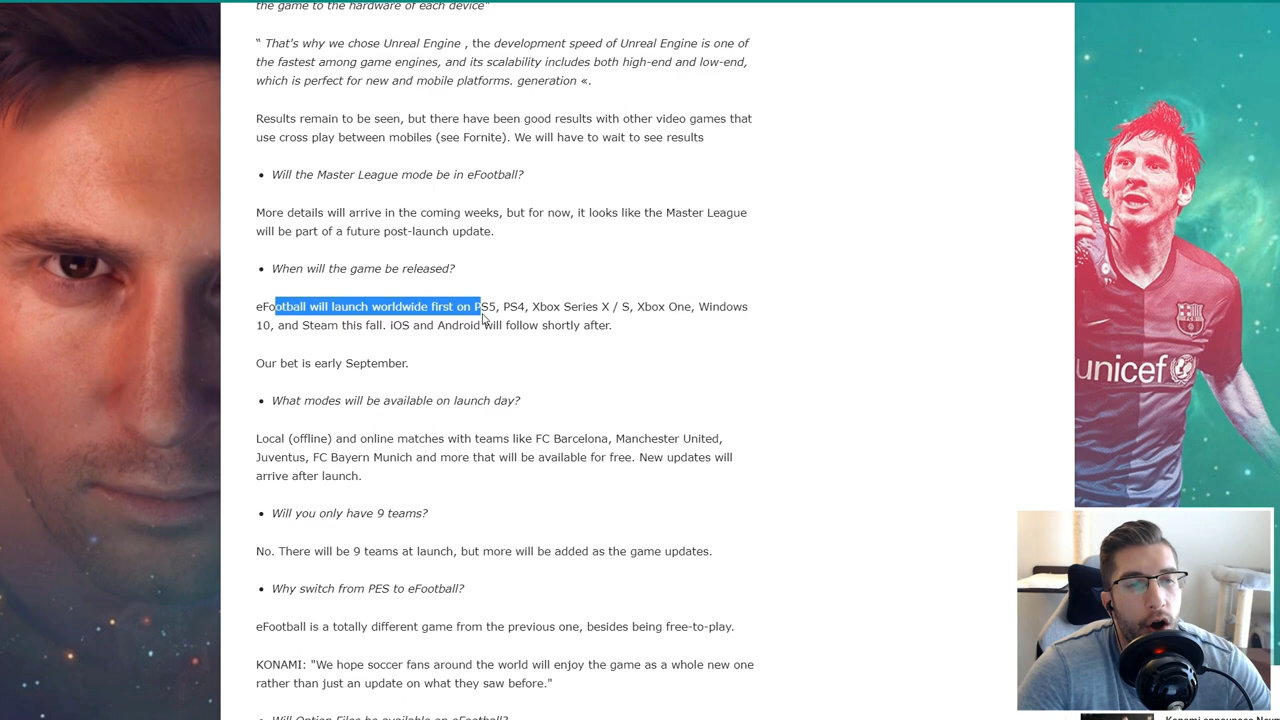 the game to the hardware of each device"
“ That's why we chose Unreal Engine , the development speed of Unreal Engine is one of
the fastest among game engines, and its scalability includes both high-end and low-end,
which is perfect for new and mobile platforms. generation «.
Results remain to be seen, but there have been good results with other video games that
use cross play between mobiles (see Fornite). We will have to wait to see results
• Will the Master League mode be in eFootball?
More details will arrive in the coming weeks, but for now, it looks like the Master League
will be part of a future post-launch update.
• When will the game be released?
eFootball will launch worldwide first on PS5, PS4, Xbox Series X / S, Xbox One, Windows
10, and Steam this fall. iOS and Android will follow shortly after.
Our bet is early September.
• What modes will be available on launch day?
Local (offline) and online matches with teams like FC Barcelona, Manchester United,
Juventus, FC Bayern Munich and more that will be available for free. New updates will
arrive after launch.
• Will you only have 9 teams?
No. There will be 9 teams at launch, but more will be added as the game updates.
• Why switch from PES to eFootball?
eFootball is a totally different game from the previous one, besides being free-to-play.
KONAMI: "We hope soccer fans around the world will enjoy the game as a whole new one
rather than just an update on what they saw before."
• Will Option Files be available on eFootball?
unicef
Konami announces